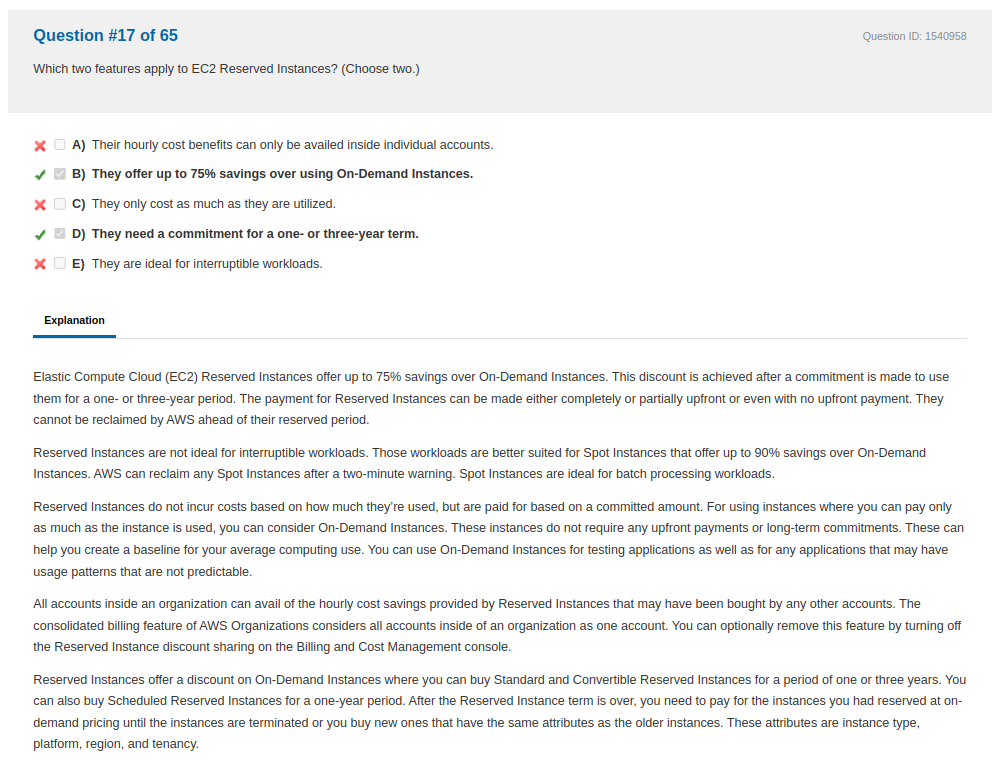 Question #17 of 65
Question ID: 1540958
Which two features apply to EC2 Reserved Instances? (Choose two.)
A) Their hourly cost benefits can only be availed inside individual accounts.
B) They offer up to 75% savings over using On-Demand Instances.
C) They only cost as much as they are utilized.
D) They need a commitment for a one- or three-year term.
E) They are ideal for interruptible workloads.
Explanation
Elastic Compute Cloud (EC2) Reserved Instances offer up to 75% savings over On-Demand Instances. This discount is achieved after a commitment is made to use
them for a one- or three-year period. The payment for Reserved Instances can be made either completely or partially upfront or even with no upfront payment. They
cannot be reclaimed by AWS ahead of their reserved period.
Reserved Instances are not ideal for interruptible workloads. Those workloads are better suited for Spot Instances that offer up to 90% savings over On-Demand
Instances. AWS can reclaim any Spot Instances after a two-minute warning. Spot Instances are ideal for batch processing workloads.
Reserved Instances do not incur costs based on how much they're used, but are paid for based on a committed amount. For using instances where you can pay only
as much as the instance is used, you can consider On-Demand Instances. These instances do not require any upfront payments or long-term commitments. These can
help you create a baseline for your average computing use. You can use On-Demand Instances for testing applications as well as for any applications that may have
usage patterns that are not predictable.
All accounts inside an organization can avail of the hourly cost savings provided by Reserved Instances that may have been bought by any other accounts. The
consolidated billing feature of AWS Organizations considers all accounts inside of an organization as one account. You can optionally remove this feature by turning off
the Reserved Instance discount sharing on the Billing and Cost Management console.
Reserved Instances offer a discount on On-Demand Instances where you can buy Standard and Convertible Reserved Instances for a period of one or three years. You
can also buy Scheduled Reserved Instances for a one-year period. After the Reserved Instance term is over, you need to pay for the instances you had reserved at on-
demand pricing until the instances are terminated or you buy new ones that have the same attributes as the older instances. These attributes are instance type,
platform, region, and tenancy.